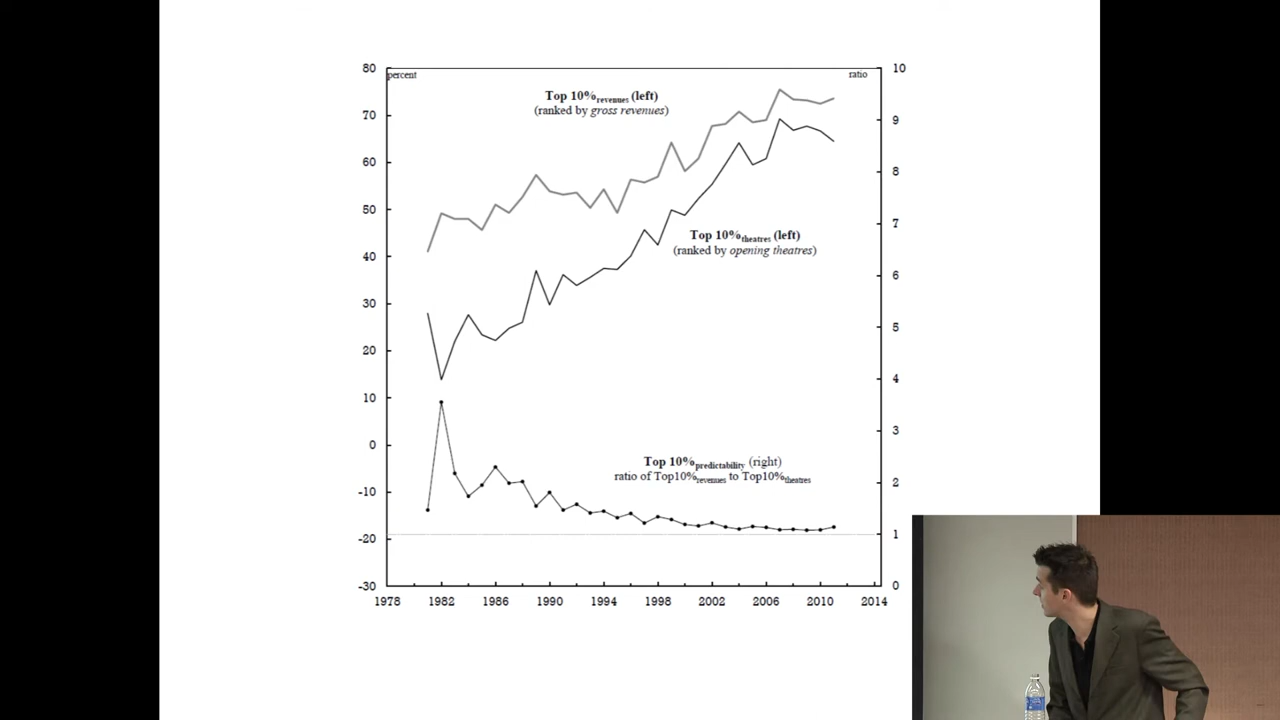 80
percent
ratio
10
Top 10%revenues (left)
(ranked by gross revenues)
70
9
60
8
50
7
Top 10%theatres (left)
(ranked by opening theatres)
40
6
30
5
20
4
10
3
0
Top 10%predictability (right)
ratio of Top10%revenues to Top10%theatres
2
-10
-20
1
-30
0
1978 1982 1986 1990 1994 1998 2002 2006 2010 2014